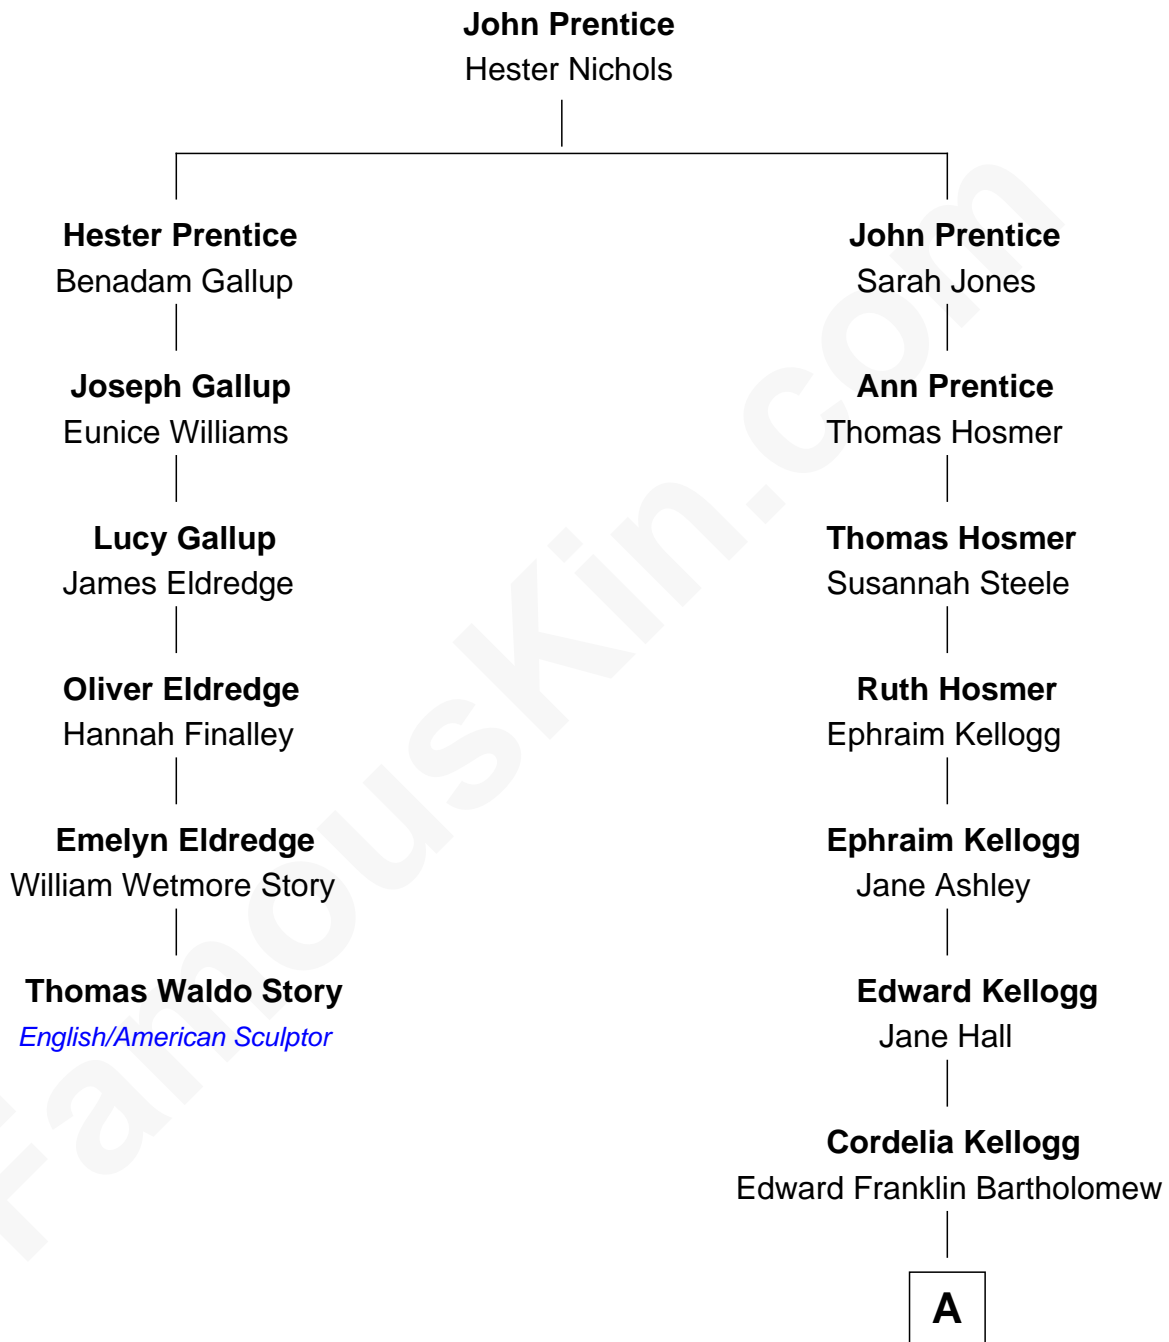 John Prentice
Hester Nichols
Hester Prentice
Benadam Gallup
Joseph Gallup
Eunice Williams
Lucy Gallup
James Eldredge
Oliver Eldredge
Hannah Finalley
Emelyn Eldredge
William Wetmore Story
Thomas Waldo Story
English/American Sculptor
John Prentice
Sarah Jones
Ann Prentice
Thomas Hosmer
Thomas Hosmer
Susannah Steele
Ruth Hosmer
Ephraim Kellogg
Ephraim Kellogg
Jane Ashley
Edward Kellogg
Jane Hall
Cordelia Kellogg
Edward Franklin Bartholomew
A
FamousKin.com